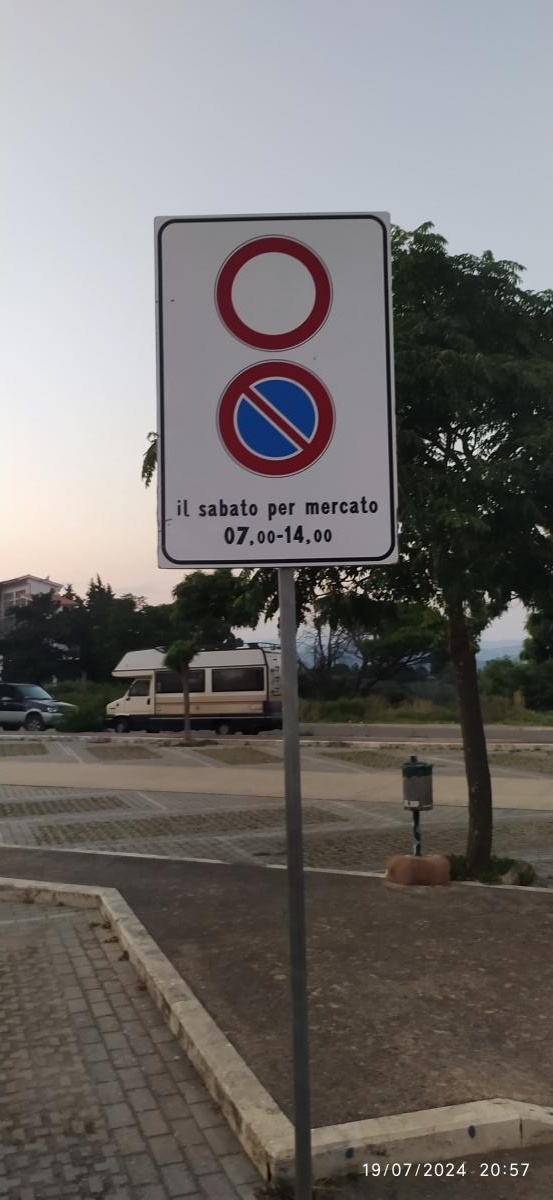 il sabato per mercato
07,00-14,00
19/07/2024 20:57